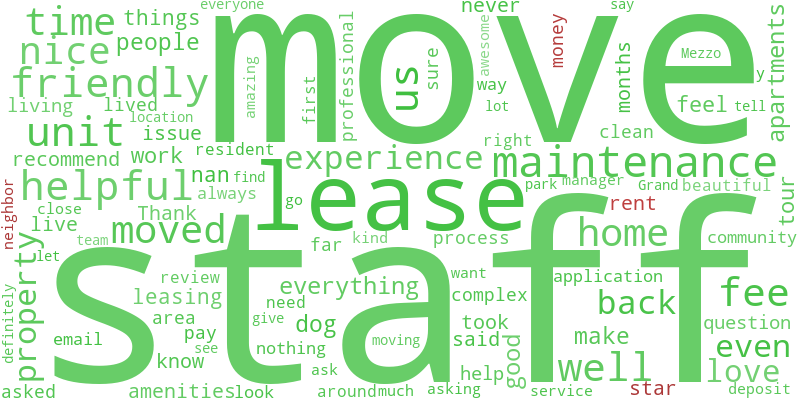 everyone
never
say
time
things
move
money
awesome
people
nice
friendly
professional
us
sure
Mezzo
months
apartments
amazing
first
way
y
living
lived
location
lot
feel
tell
unit
issue
right
clean
resident
recommend
work
experience
maintenance
nan
find
lease
helpful
always
go
park
manager
Grand
beautiful
tour
neighbor
close
Thank
rent
live
moved
staff
home
team
far
kind
process
community
let
property
review
want
application
everything
leasing
need
complex
back
fee
definitely
area
give
dog
took
question
email
pay
said
make
nothing
moving
good
even
know
see
ask
help
well
love
asked
amenities
look
around
much
asking
service
star
deposit